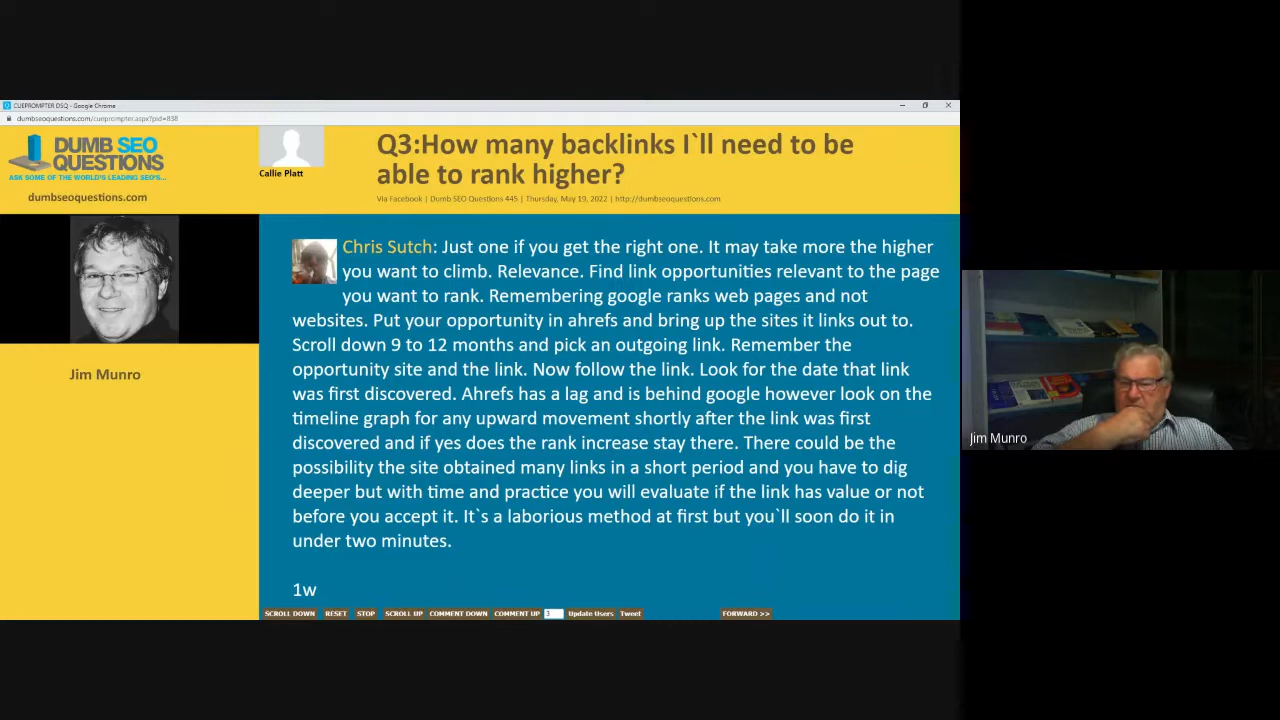 CUEPROMPTER DSQ - Google Chrome
dumbseoquestions.com/cueprompter.aspx?pid=838
DUMB SEO
QUESTIONS
ASK SOME OF THE WORLD'S LEADING SEO'S...
dumbseoquestions.com
Callie Platt
Q3:How many backlinks I`ll need to be
able to rank higher?
Via Facebook | Dumb SEO Questions 445 | Thursday, May 19, 2022 | http://dumbseoquestions.com
Jim Munro
Chris Sutch: Just one if you get the right one. It may take more the higher
you want to climb. Relevance. Find link opportunities relevant to the page
you want to rank. Remembering google ranks web pages and not
websites. Put your opportunity in ahrefs and bring up the sites it links out to.
Scroll down 9 to 12 months and pick an outgoing link. Remember the
opportunity site and the link. Now follow the link. Look for the date that link
was first discovered. Ahrefs has a lag and is behind google however look on the
timeline graph for any upward movement shortly after the link was first
discovered and if yes does the rank increase stay there. There could be the
possibility the site obtained many links in a short period and you have to dig
deeper but with time and practice you will evaluate if the link has value or not
before you accept it. It`s a laborious method at first but you`ll soon do it in
under two minutes.
1w
SCROLL DOWN RESET STOP SCROLL UP COMMENT DOWN COMMENT UP 3 Update Users Tweet FORWARD >>
Jim Munro